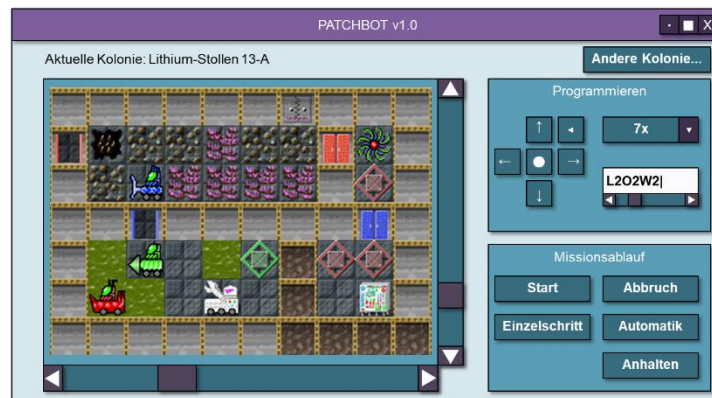 PATCHBOT v1.0
Aktuelle Kolonie: Lithium-Stollen 13-A
Andere Kolonie...
Programmieren
7x
L2O2W2|
Missionsablauf
Start
Abbruch
Einzelschritt
Automatik
Anhalten